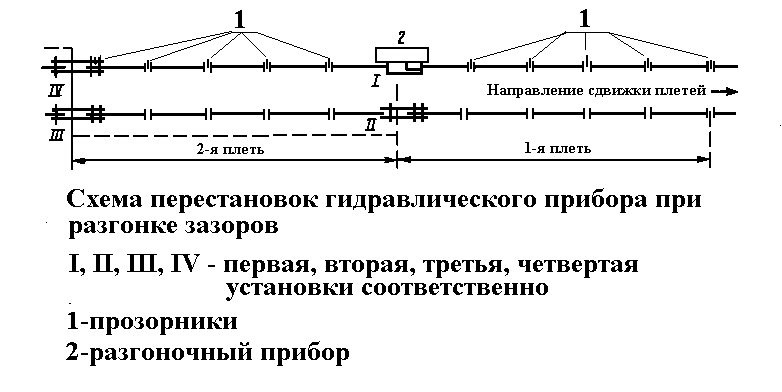 1
1
2
IV
I
Направление сдвижки плетей
III
II
2-я плеть
1-я плеть
Схема перестановок гидравлического прибора при
разгонке зазоров
I, II, III, IV - первая, вторая, третья, четвертая
установки соответственно
1-прозорники
2-разгоночный прибор